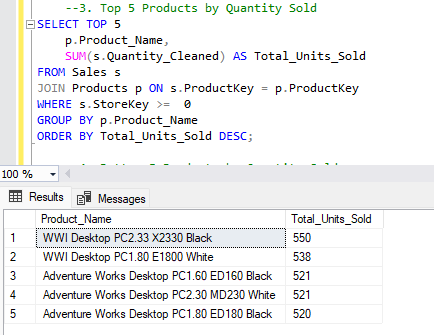 --3. Top 5 Products by Quantity Sold
SELECT TOP 5
p.Product_Name,
SUM(s.Quantity_Cleaned) AS Total_Units_Sold
FROM Sales s
JOIN Products p ON s.ProductKey = p.ProductKey
WHERE s.StoreKey >= 0
GROUP BY p.Product_Name
ORDER BY Total_Units_Sold DESC;
100 %
Results Messages
Product_Name Total_Units_Sold
1 WWI Desktop PC2.33 X2330 Black 550
2 WWI Desktop PC1.80 E1800 White 538
3 Adventure Works Desktop PC1.60 ED160 Black 521
4 Adventure Works Desktop PC2.30 MD230 White 521
5 Adventure Works Desktop PC1.80 ED180 Black 520